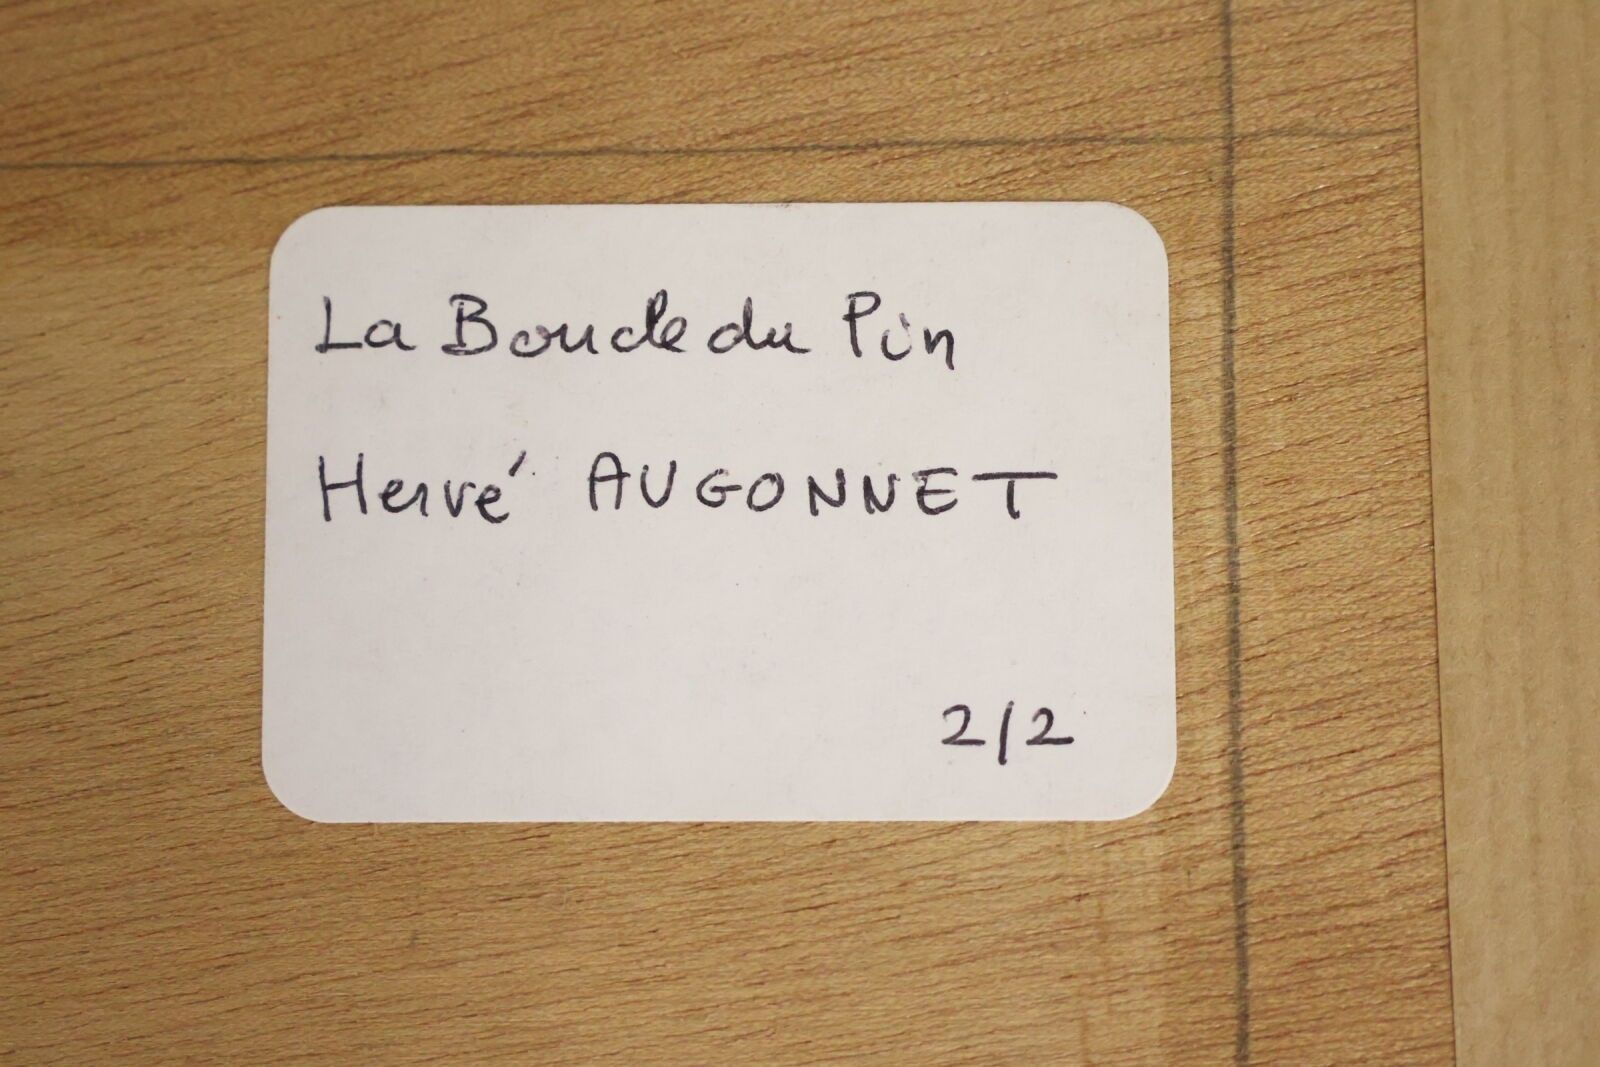 La Boucle du Pin
Hervé AUGONNET
2/2